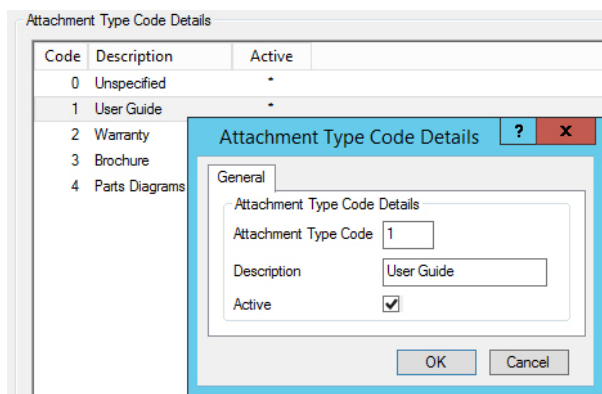 Attachment Type Code Details
Code Description Active
0 Unspecified *
1 User Guide *
2 Warranty
3 Brochure
4 Parts Diagrams
Attachment Type Code Details ? x
General
Attachment Type Code Details
Attachment Type Code 1
Description User Guide
Active
OK Cancel